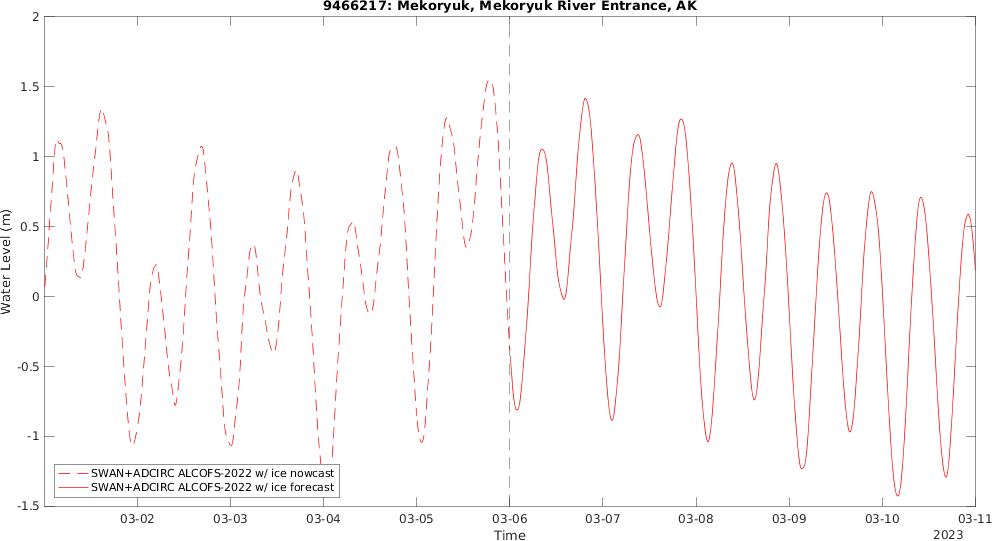 9466217: Mekoryuk, Mekoryuk River Entrance, AK
2
1.5
1
0.5
0
-0.5
-1
-1.5
Water Level (m)
SWAN+ADCIRC ALCOFS-2022 w/ ice nowcast
SWAN+ADCIRC ALCOFS-2022 w/ ice forecast
03-02 03-03 03-04 03-05 03-06 03-07 03-08 03-09 03-10 03-11
Time
2023